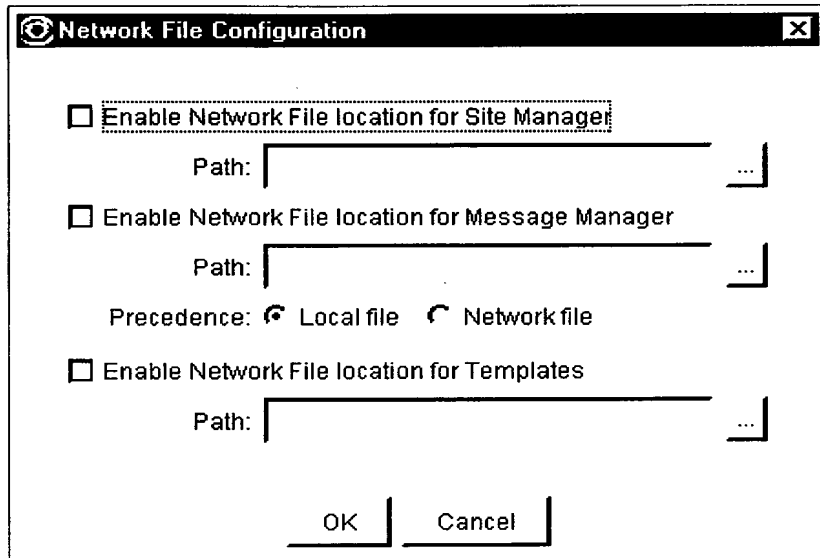 Network File Configuration
Enable Network File location for Site Manager
Path:
...
Enable Network File location for Message Manager
Path:
...
Precedence: Local file Network file
Enable Network File location for Templates
Path:
...
OK Cancel